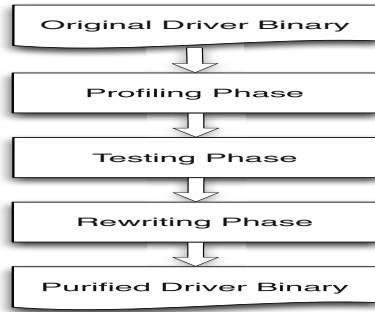 Original Driver Binary
Profiling Phase
Testing Phase
Rewriting Phase
Purified Driver Binary